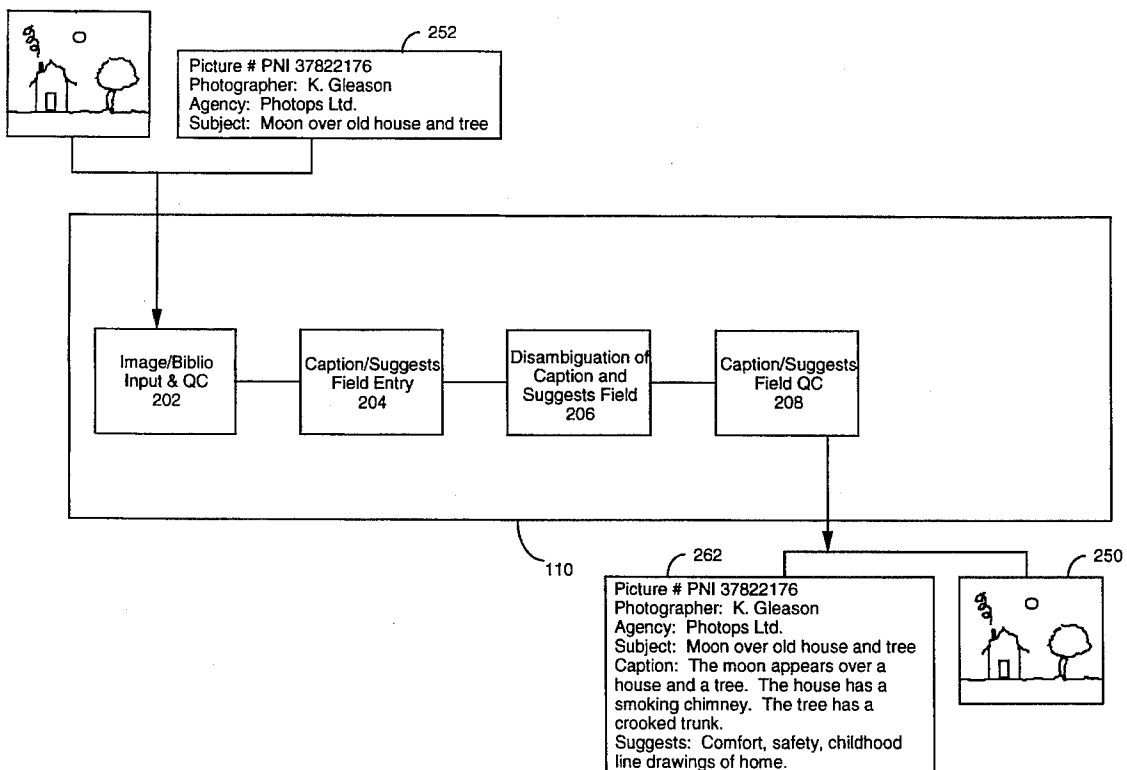 252
Picture # PNI 37822176
Photographer: K. Gleason
Agency: Photops Ltd.
Subject: Moon over old house and tree
Image/Biblio
Input & QC
202
Caption/Suggests
Field Entry
204
Disambiguation of
Caption and
Suggests Field
206
Caption/Suggests
Field QC
208
110
262
Picture # PNI 37822176
Photographer: K. Gleason
Agency: Photops Ltd.
Subject: Moon over old house and tree
Caption: The moon appears over a
house and a tree. The house has a
smoking chimney. The tree has a
crooked trunk.
Suggests: Comfort, safety, childhood
line drawings of home.
250